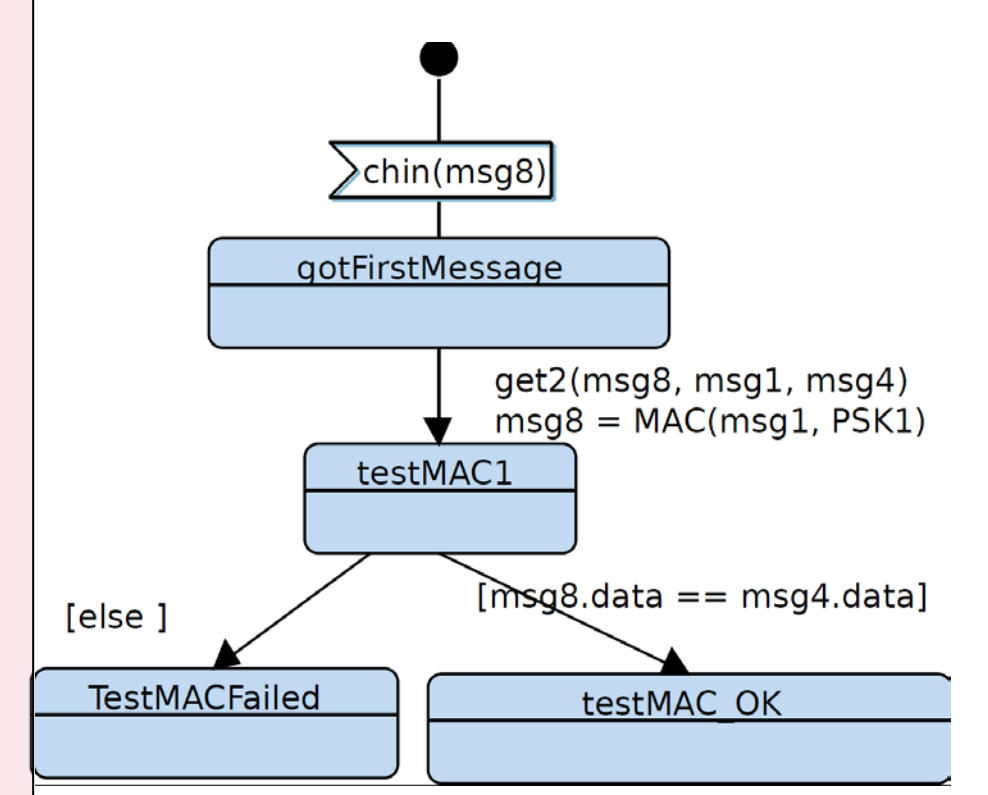 chin(msg8)
gotFirstMessage
get2(msg8, msg1, msg4)
msg8 = MAC(msg1, PSK1)
testMAC1
[msg8.data == msg4.data]
[else ]
TestMACFailed
testMAC_OK